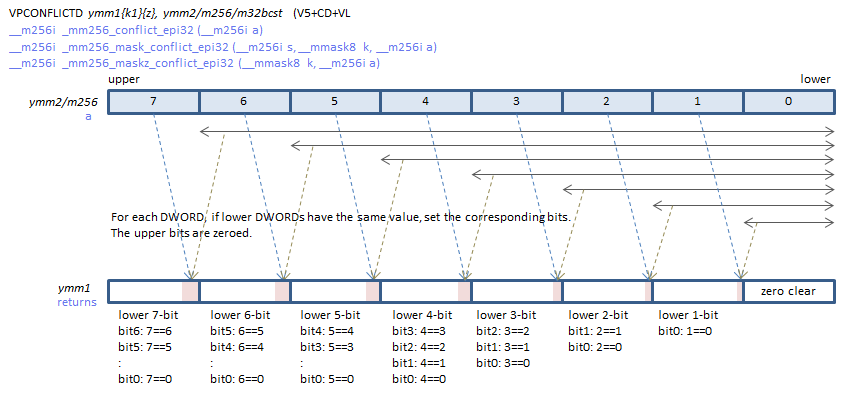 VPCONFLICTD ymm1{k1}{z}, ymm2/m256/m32bcst (V5+CD+VL
__m256i _mm256_conflict_epi32 (__m256i a)
__m256i _mm256_mask_conflict_epi32 (__m256i s, __mmask8 k, __m256i a)
__m256i _mm256_maskz_conflict_epi32 (__mmask8 k, __m256i a)
upper lower
ymm2/m256 7 6 5 4 3 2 1 0
a
For each DWORD, if lower DWORDs have the same value, set the corresponding bits.
The upper bits are zeroed.
ymm1 zero clear
returns
lower 7-bit lower 6-bit lower 5-bit lower 4-bit lower 3-bit lower 2-bit lower 1-bit
bit6: 7==6 bit5: 6==5 bit4: 5==4 bit3: 4==3 bit2: 3==2 bit1: 2==1 bit0: 1==0
bit5: 7==5 bit4: 6==4 bit3: 5==3 bit2: 4==2 bit1: 3==1 bit0: 2==0
: : : bit1: 4==1 bit0: 3==0
bit0: 7==0 bit0: 6==0 bit0: 5==0 bit0: 4==0